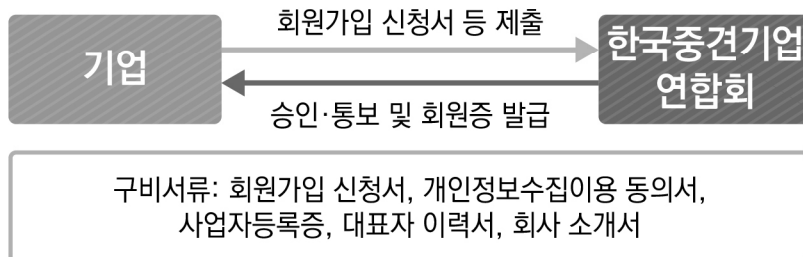 회원가입 신청서 등 제출
기업
한국중견기업
연합회
승인·통보 및 회원증 발급
구비서류: 회원가입 신청서, 개인정보수집이용 동의서,
사업자등록증, 대표자 이력서, 회사 소개서